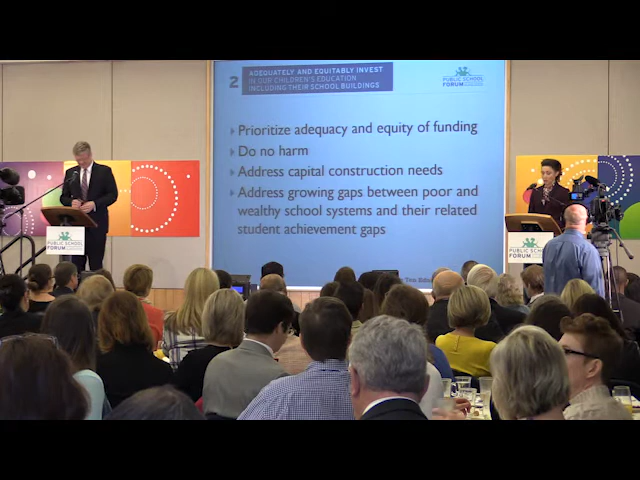 2
ADEQUATELY AND EQUITABLY INVEST
IN OUR CHILDREN'S EDUCATION
INCLUDING THEIR SCHOOL BUILDINGS
PUBLIC SCHOOL
FORUM
Prioritize adequacy and equity of funding
Do no harm
Address capital construction needs
Address growing gaps between poor and
wealthy school systems and their related
student achievement gaps
PUBLIC SCHOOL
FORUM
PUBLIC SCHOOL
FORUM